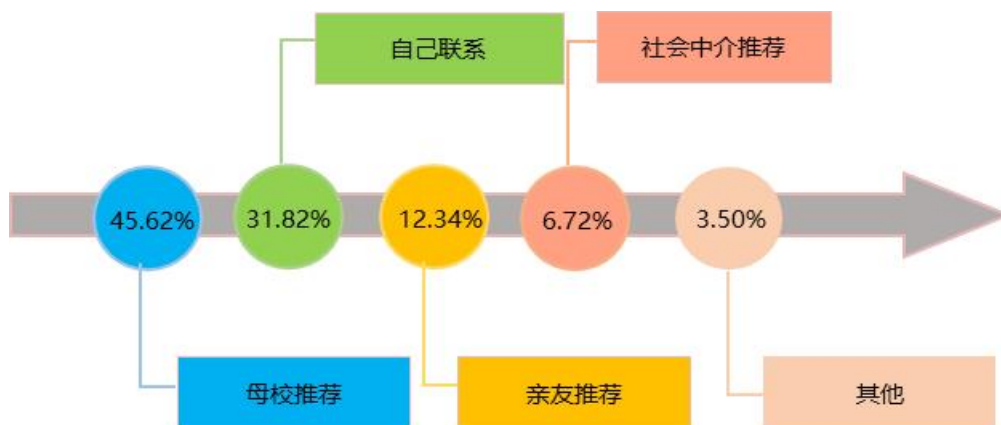 自己联系
社会中介推荐
45.62%
31.82%
12.34%
6.72%
3.50%
母校推荐
亲友推荐
其他